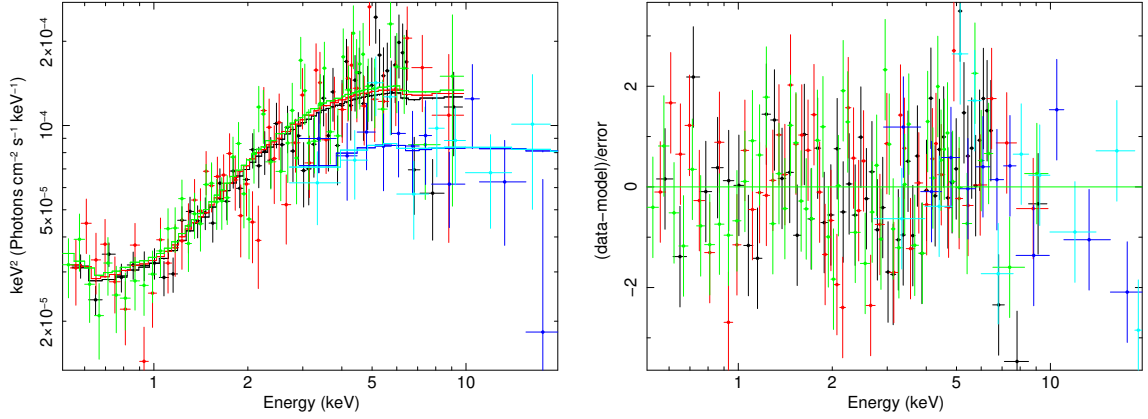 2×10⁻⁴
10⁻⁴
5×10⁻⁵
2×10⁻⁵
keV² (Photons cm⁻² s⁻¹ keV⁻¹)
1 2 5 10
Energy (keV)
2
0
−2
(data−model)/error
1 2 5 10
Energy (keV)